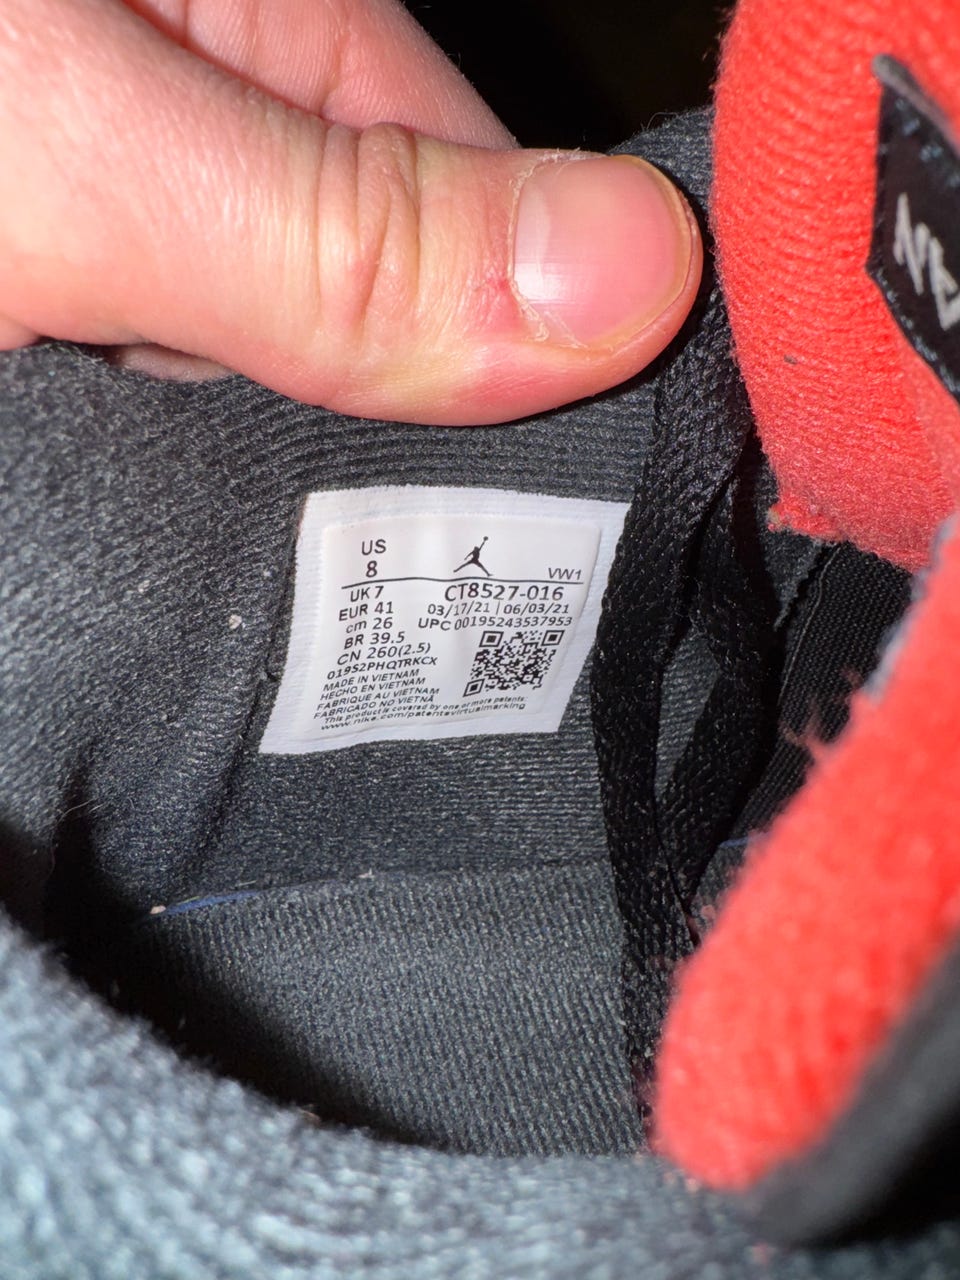 US
8
VW1
UK 7
CT8527-016
EUR 41
03/17/21 | 06/03/21
cm 26
UPC 00195243537953
BR 39.5
CN 260(2.5)
019S2PHQTRKCX
MADE IN VIETNAM
HECHO EN VIETNAM
FABRIQUE AU VIETNAM
FABRICADO NO VIETNÃ
This product is covered by one or more patents:
www.nike.com/patentsvirtualmarking